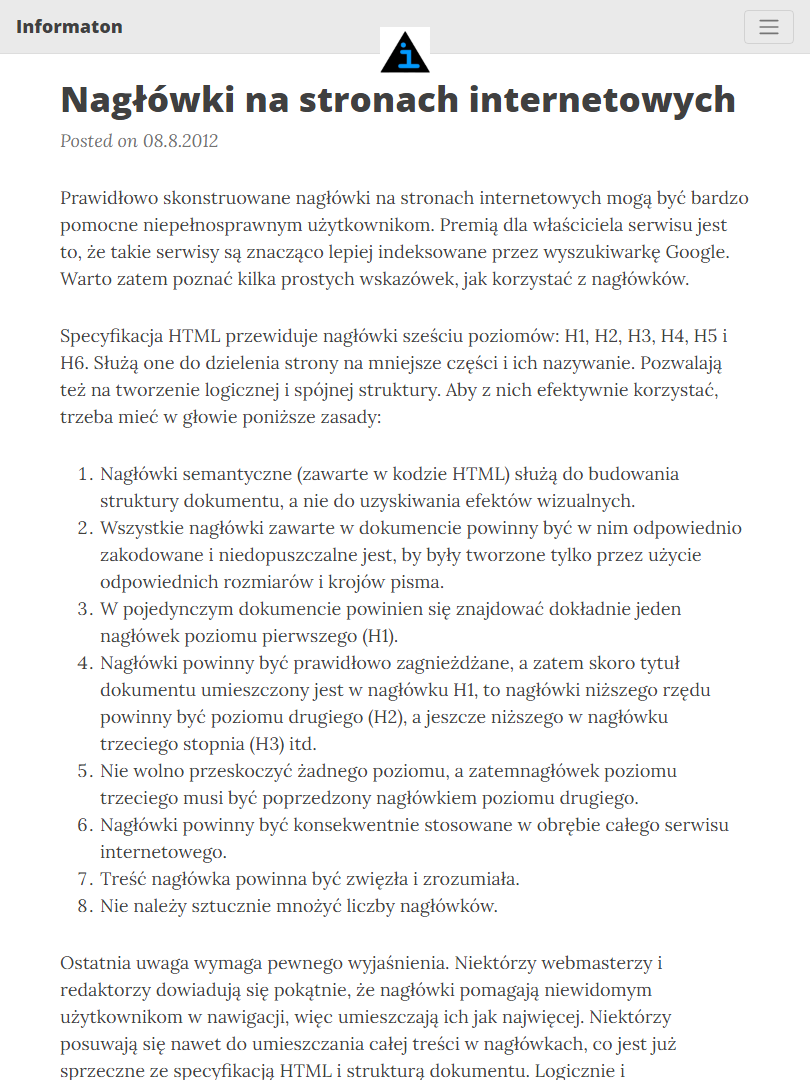 Informaton
i
Nagłówki na stronach internetowych
Posted on 08.8.2012
Prawidłowo skonstruowane nagłówki na stronach internetowych mogą być bardzo
pomocne niepełnosprawnym użytkownikom. Premią dla właściciela serwisu jest
to, że takie serwisy są znacząco lepiej indeksowane przez wyszukiwarkę Google.
Warto zatem poznać kilka prostych wskazówek, jak korzystać z nagłówków.
Specyfikacja HTML przewiduje nagłówki sześciu poziomów: H1, H2, H3, H4, H5 i
H6. Służą one do dzielenia strony na mniejsze części i ich nazywanie. Pozwalają
też na tworzenie logicznej i spójnej struktury. Aby z nich efektywnie korzystać,
trzeba mieć w głowie poniższe zasady:
1. Nagłówki semantyczne (zawarte w kodzie HTML) służą do budowania
struktury dokumentu, a nie do uzyskiwania efektów wizualnych.
2. Wszystkie nagłówki zawarte w dokumencie powinny być w nim odpowiednio
zakodowane i niedopuszczalne jest, by były tworzone tylko przez użycie
odpowiednich rozmiarów i krojów pisma.
3. W pojedynczym dokumencie powinien się znajdować dokładnie jeden
nagłówek poziomu pierwszego (H1).
4. Nagłówki powinny być prawidłowo zagnieżdżane, a zatem skoro tytuł
dokumentu umieszczony jest w nagłówku H1, to nagłówki niższego rzędu
powinny być poziomu drugiego (H2), a jeszcze niższego w nagłówku
trzeciego stopnia (H3) itd.
5. Nie wolno przeskoczyć żadnego poziomu, a zatemnagłówek poziomu
trzeciego musi być poprzedzony nagłówkiem poziomu drugiego.
6. Nagłówki powinny być konsekwentnie stosowane w obrębie całego serwisu
internetowego.
7. Treść nagłówka powinna być zwięzła i zrozumiała.
8. Nie należy sztucznie mnożyć liczby nagłówków.
Ostatnia uwaga wymaga pewnego wyjaśnienia. Niektórzy webmasterzy i
redaktorzy dowiadują się pokątnie, że nagłówki pomagają niewidomym
użytkownikom w nawigacji, więc umieszczają ich jak najwięcej. Niektórzy
posuwają się nawet do umieszczania całej treści w nagłówkach, co jest już
sprzeczne ze specyfikacją HTML i strukturą dokumentu. Logicznie i